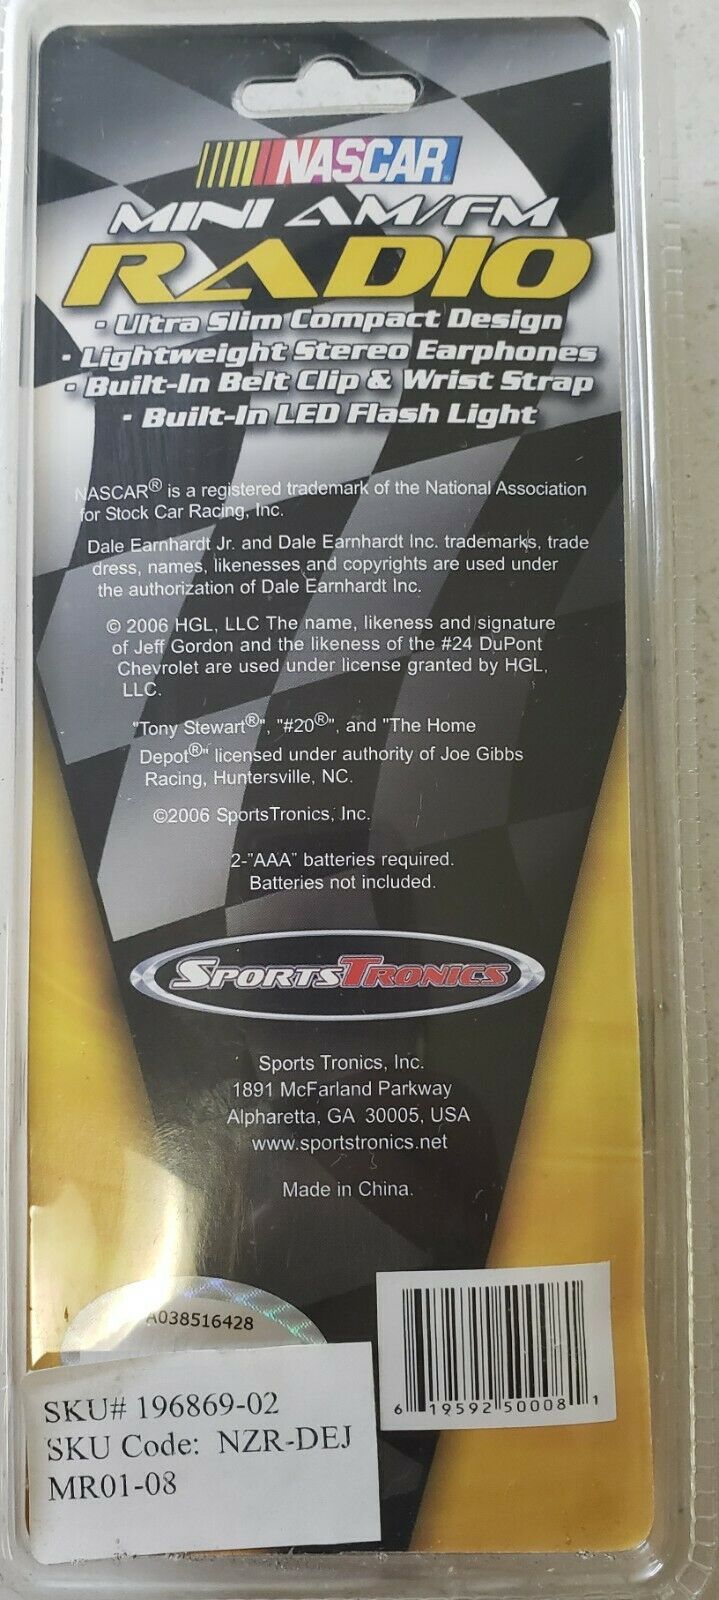 NASCAR
MINI AM/FM
RADIO
- Ultra Slim Compact Design
- Lightweight Stereo Earphones
- Built-In Belt Clip & Wrist Strap
- Built-In LED Flash Light
NASCAR® is a registered trademark of the National Association
for Stock Car Racing, Inc.
Dale Earnhardt Jr. and Dale Earnhardt Inc. trademarks, trade
dress, names, likenesses and copyrights are used under
the authorization of Dale Earnhardt Inc.
© 2006 HGL, LLC The name, likeness and signature
of Jeff Gordon and the likeness of the #24 DuPont
Chevrolet are used under license granted by HGL,
LLC.
"Tony Stewart®", "#20®", and "The Home
Depot®" licensed under authority of Joe Gibbs
Racing, Huntersville, NC.
©2006 SportsTronics, Inc.
2-"AAA" batteries required.
Batteries not included.
SPORTSTRONICS
Sports Tronics, Inc.
1891 McFarland Parkway
Alpharetta, GA 30005, USA
www.sportstronics.net
Made in China.
A038516428
SKU# 196869-02
SKU Code: NZR-DEJ
MR01-08
6 19592 50008 1